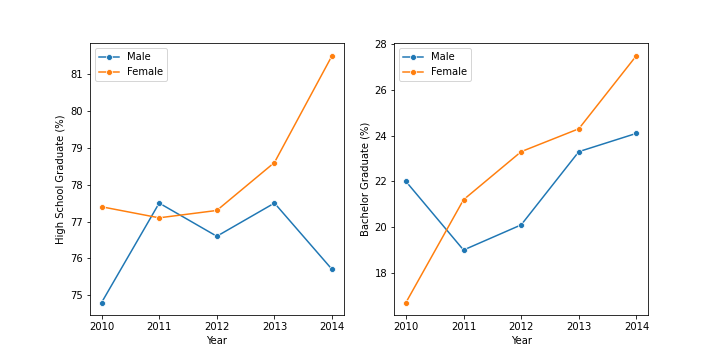 Male
Female
81
80
79
78
77
76
75
High School Graduate (%)
2010 2011 2012 2013 2014
Year
Male
Female
28
26
24
22
20
18
Bachelor Graduate (%)
2010 2011 2012 2013 2014
Year